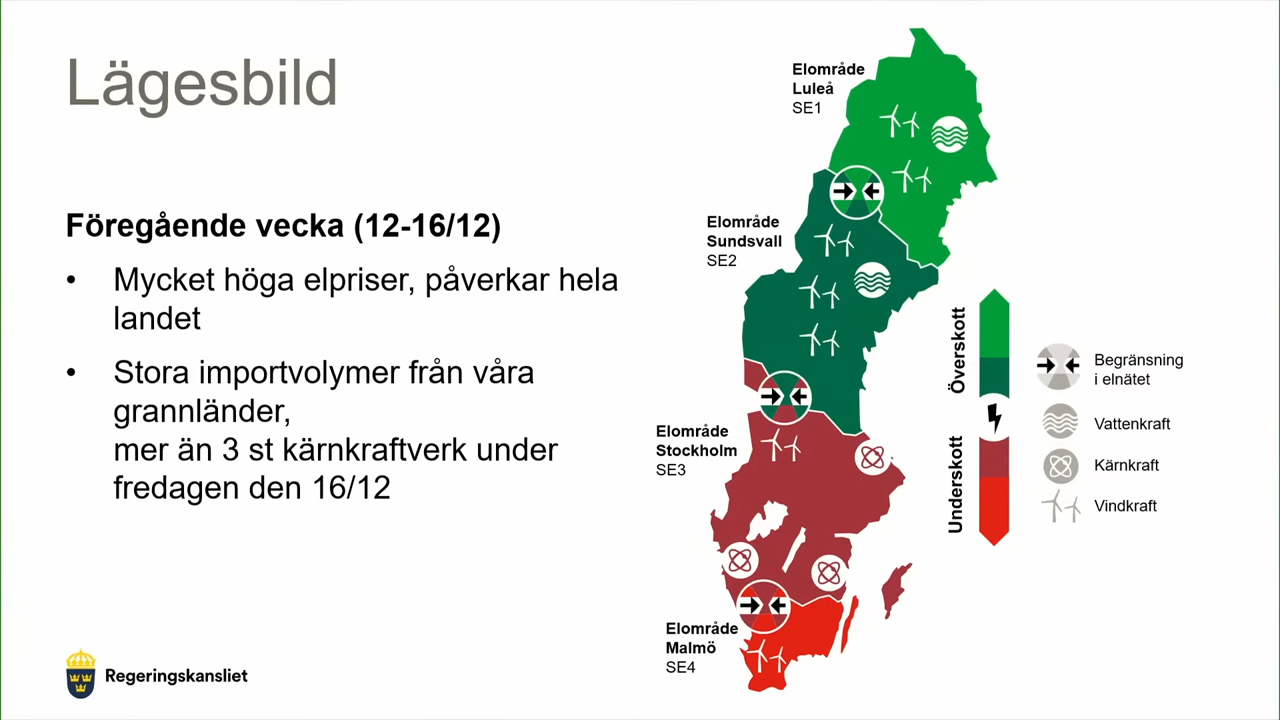 Lägesbild
Föregående vecka (12-16/12)
• Mycket höga elpriser, påverkar hela
landet
• Stora importvolymer från våra
grannländer,
mer än 3 st kärnkraftverk under
fredagen den 16/12
Regeringskansliet
Elområde
Luleå
SE1
Elområde
Sundsvall
SE2
Elområde
Stockholm
SE3
Elområde
Malmö
SE4
Överskott
Underskott
Begränsning
i elnätet
Vattenkraft
Kärnkraft
Vindkraft